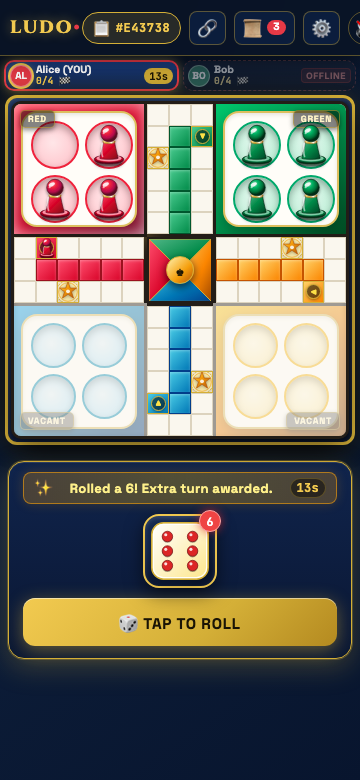 LUDO
#E43738
3
AL
Alice (YOU)
0/4
13s
BO
Bob
0/4
OFFLINE
RED
GREEN
VACANT
VACANT
Rolled a 6! Extra turn awarded.
13s
6
TAP TO ROLL